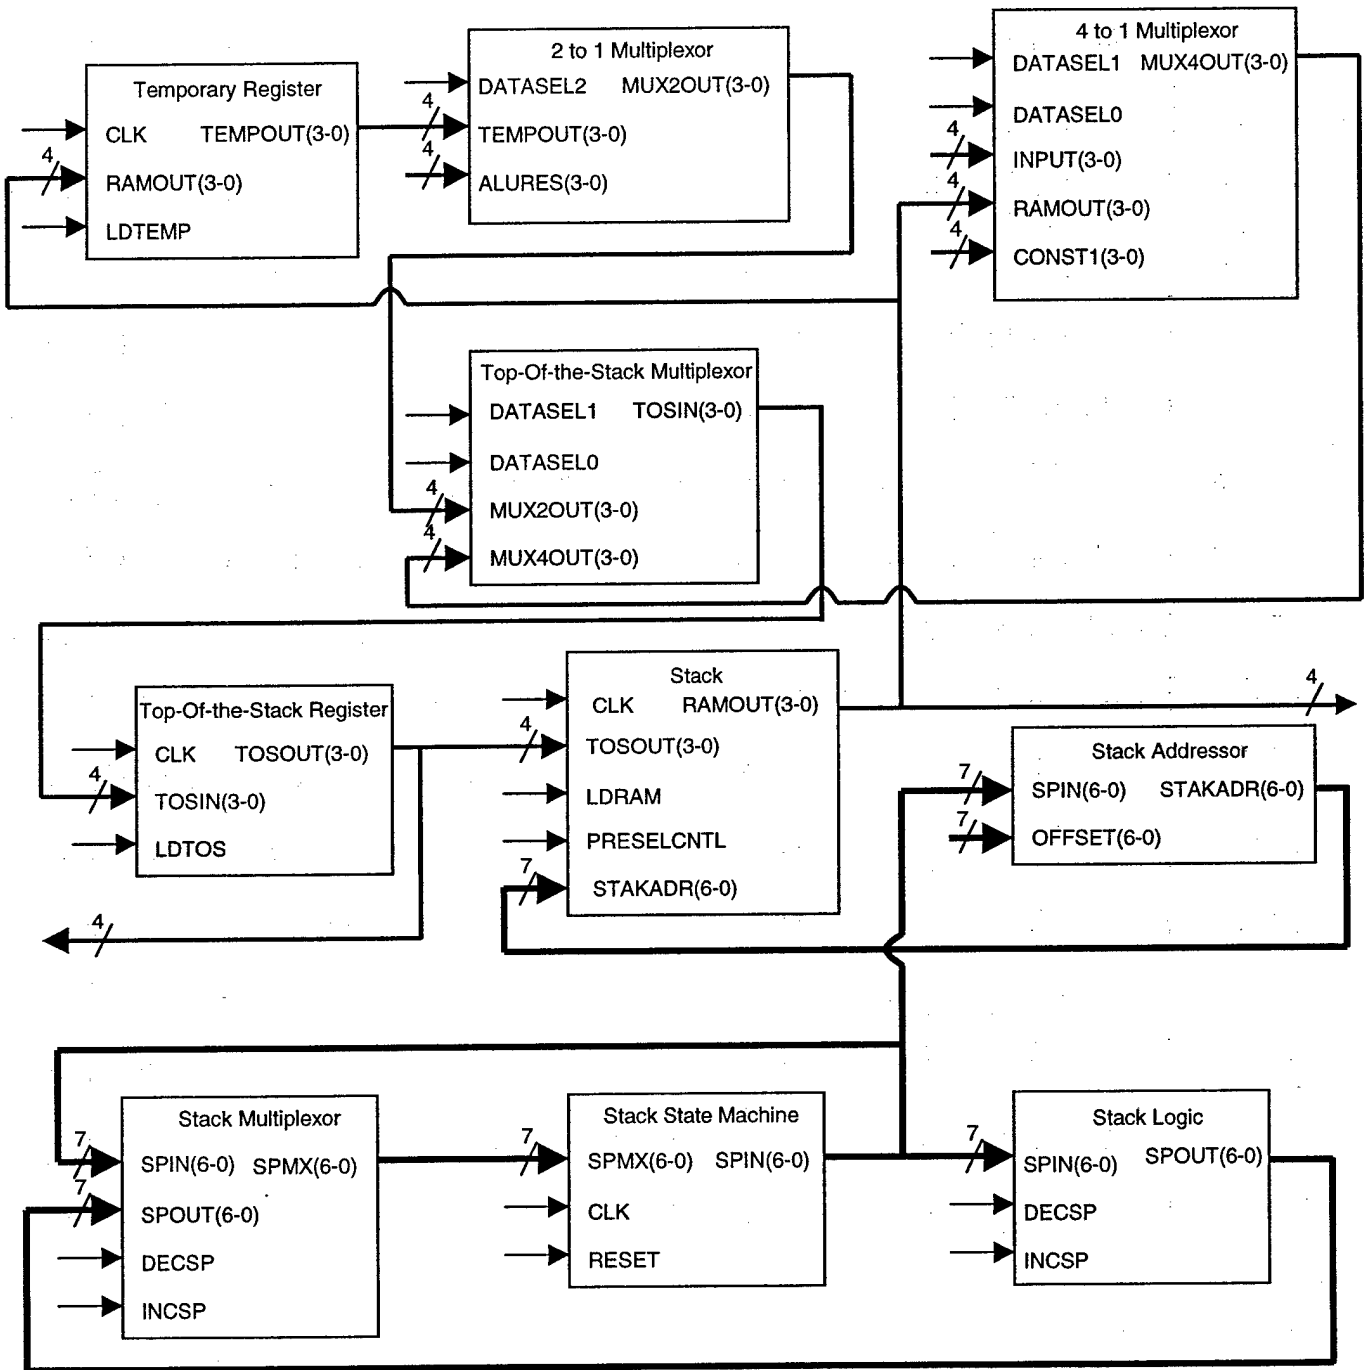 2 to 1 Multiplexor
DATASEL2 MUX2OUT(3-0)
4
TEMPOUT(3-0)
4
ALURES(3-0)
4 to 1 Multiplexor
DATASEL1 MUX4OUT(3-0)
DATASEL0
4
INPUT(3-0)
4
RAMOUT(3-0)
4
CONST1(3-0)
Temporary Register
CLK TEMPOUT(3-0)
4
RAMOUT(3-0)
LDTEMP
Top-Of-the-Stack Multiplexor
DATASEL1 TOSIN(3-0)
DATASEL0
4
MUX2OUT(3-0)
4
MUX4OUT(3-0)
Top-Of-the-Stack Register
CLK TOSOUT(3-0)
4
TOSIN(3-0)
LDTOS
4
Stack
CLK RAMOUT(3-0)
4
4
TOSOUT(3-0)
LDRAM
PRESELCNTL
7
STAKADR(6-0)
Stack Addressor
7
SPIN(6-0) STAKADR(6-0)
7
OFFSET(6-0)
Stack Multiplexor
7
SPIN(6-0) SPMX(6-0)
7
SPOUT(6-0)
DECSP
INCSP
Stack State Machine
7
SPMX(6-0) SPIN(6-0)
CLK
RESET
Stack Logic
7
SPIN(6-0) SPOUT(6-0)
DECSP
INCSP